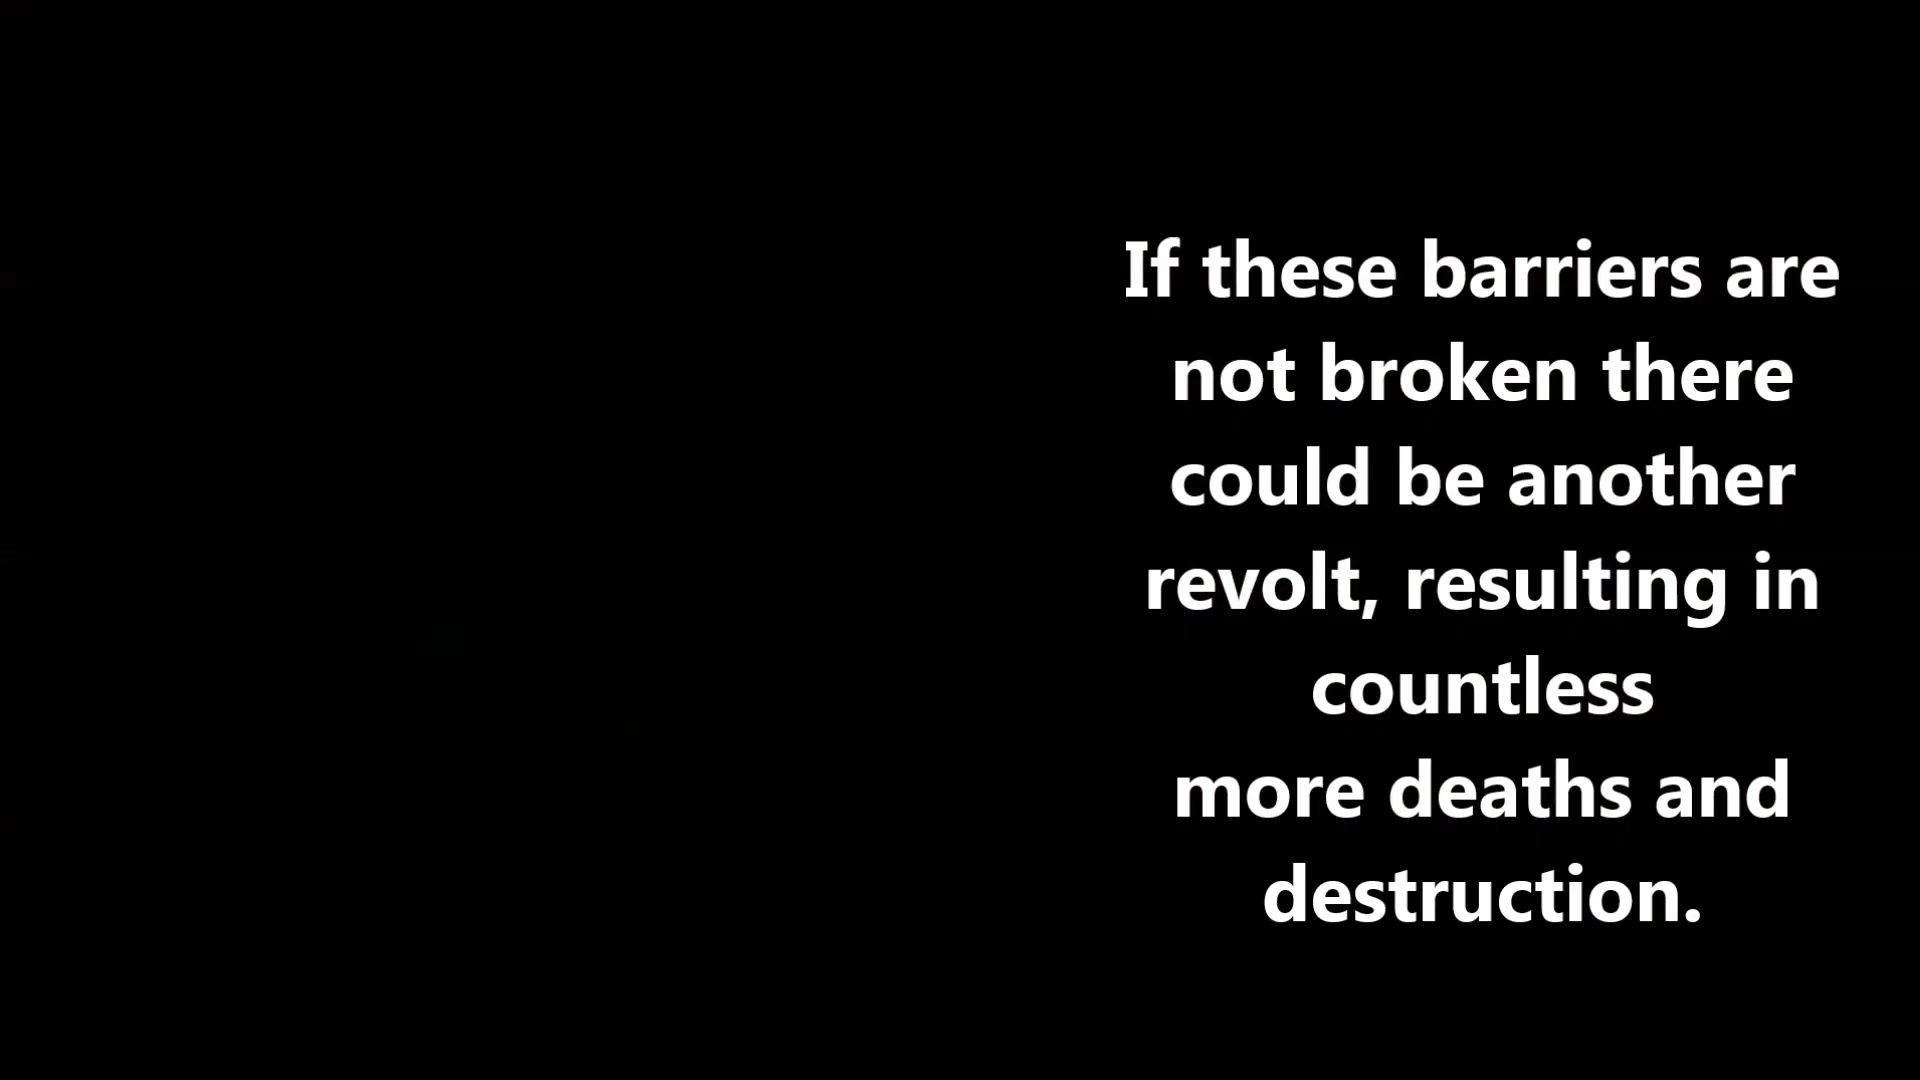 If these barriers are
not broken there
could be another
revolt, resulting in
countless
more deaths and
destruction.